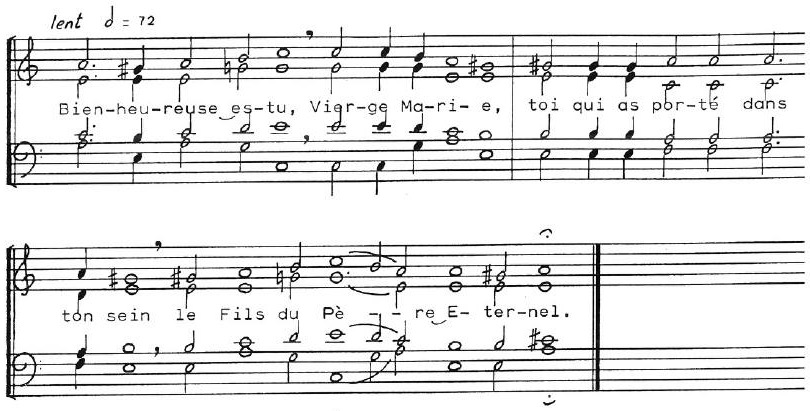 lent 𝅗𝅥 = 72
Bien-heu-reuse es-tu, Vier-ge Ma-ri-e, toi qui as por-té dans
ton sein le Fils du Pè - - re E- ter-nel.